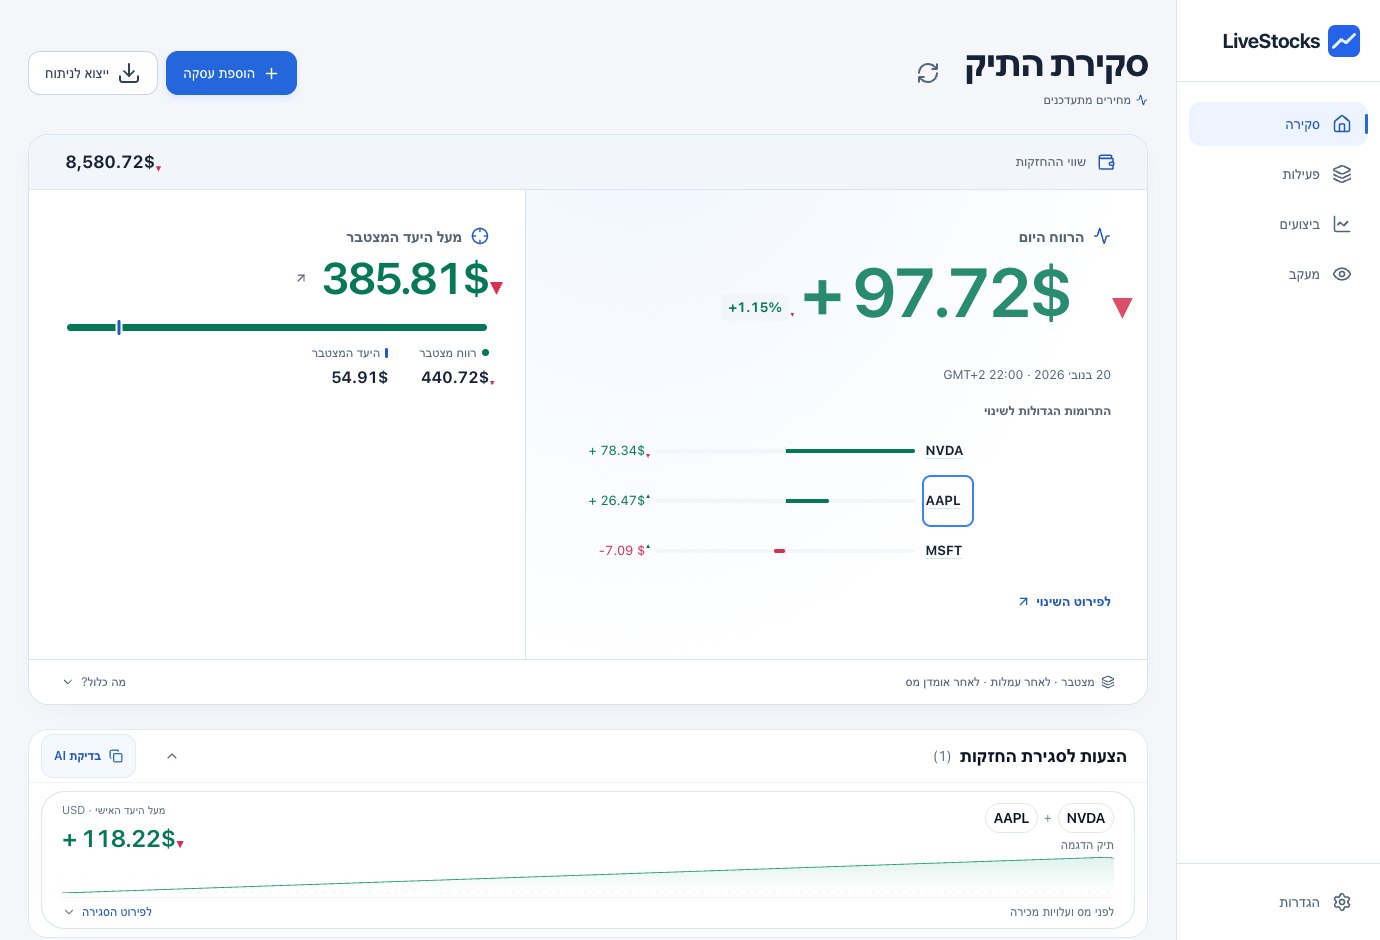 LiveStocks
סקירה
פעילות
ביצועים
מעקב
הגדרות
סקירת התיק
מחירים מתעדכנים
הוספת עסקה
ייצוא לניתוח
שווי ההחזקות
8,580.72$
הרווח היום
+97.72$
+1.15%
20 בנוב׳ 2026 · 22:00 GMT+2
התרומות הגדולות לשינוי
NVDA
+ 78.34$
AAPL
+ 26.47$
MSFT
-7.09 $
לפירוט השינוי
מעל היעד המצטבר
385.81$
רווח מצטבר
440.72$
היעד המצטבר
54.91$
מצטבר · לאחר עמלות · לאחר אומדן מס
מה כלול?
הצעות לסגירת החזקות (1)
בדיקת AI
NVDA + AAPL
תיק הדגמה
מעל היעד האישי · USD
+118.22$
לפני מס ועלויות מכירה
לפירוט הסגירה